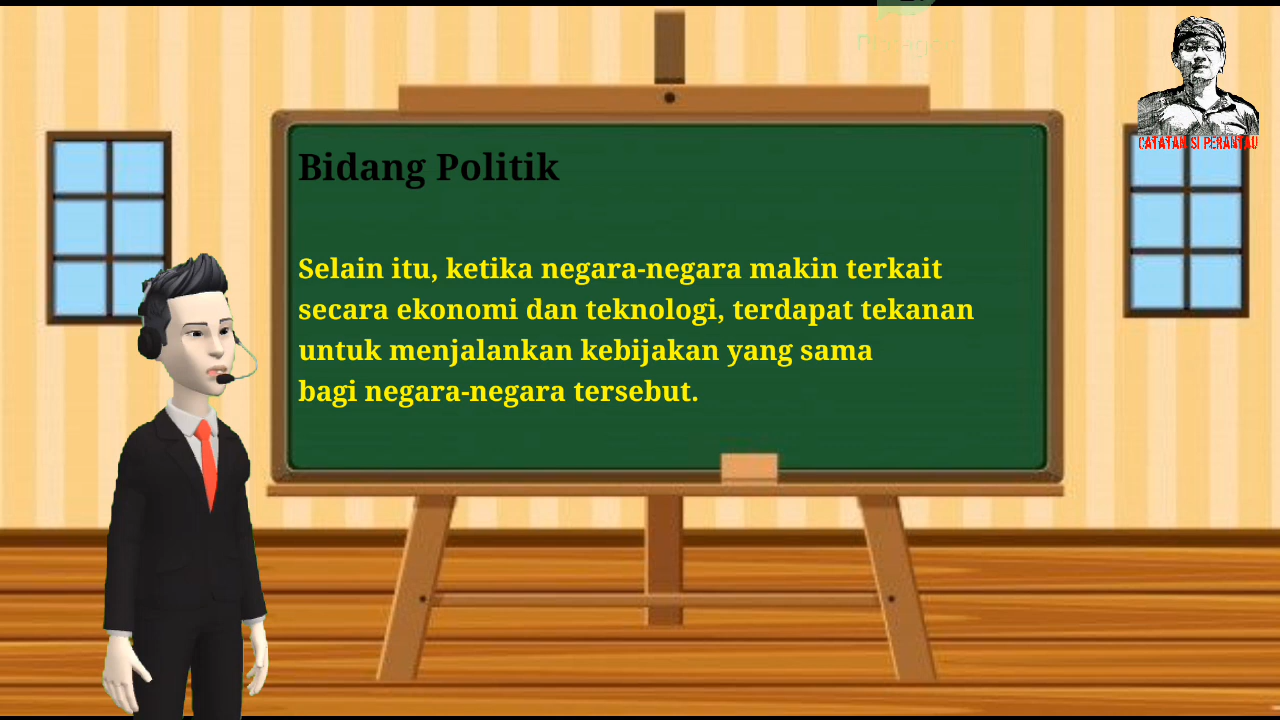 CATATAN SI PERANTAU
Bidang Politik
Selain itu, ketika negara-negara makin terkait
secara ekonomi dan teknologi, terdapat tekanan
untuk menjalankan kebijakan yang sama
bagi negara-negara tersebut.